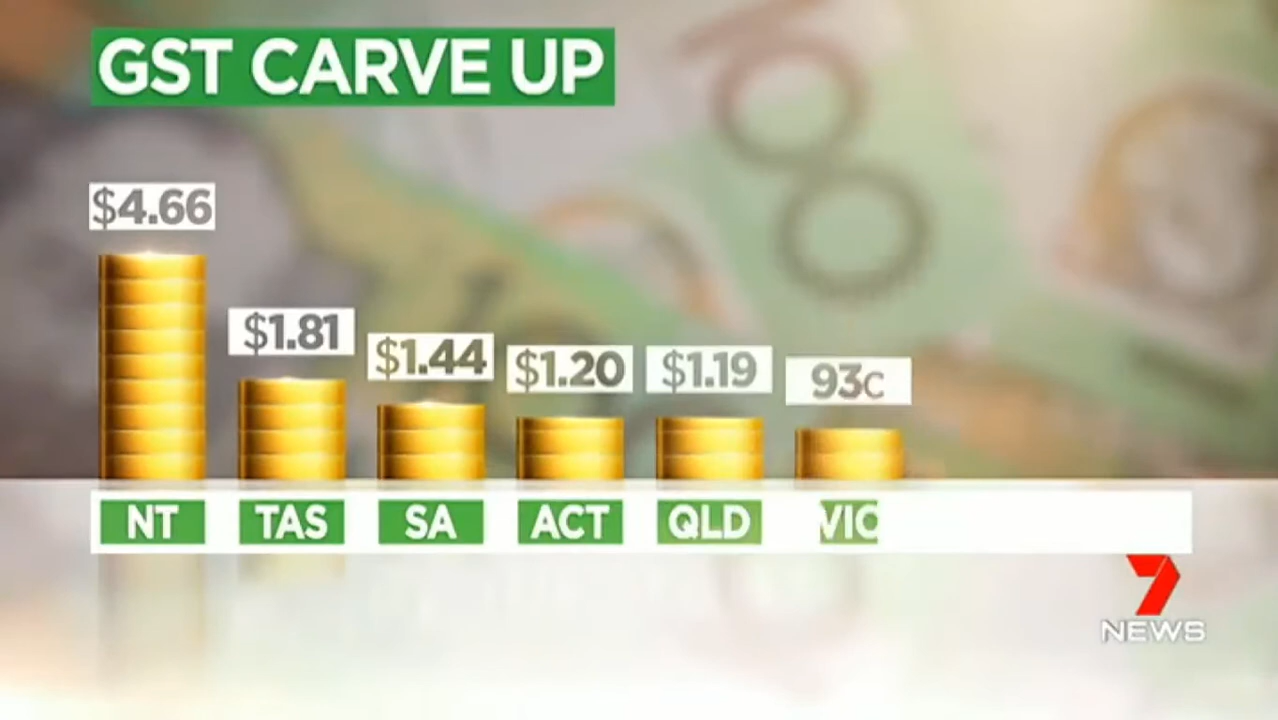 GST CARVE UP
$4.66
$1.81
$1.44
$1.20
$1.19
93c
NT
TAS
SA
ACT
QLD
VIC
7
NEWS